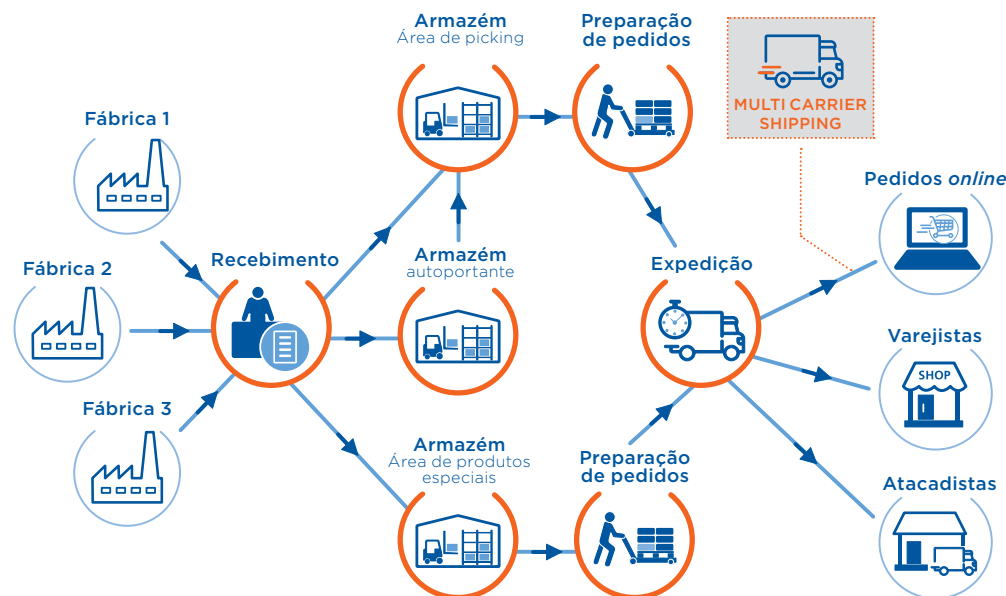 Armazém
Área de picking
Preparação
de pedidos
MULTI CARRIER
SHIPPING
Fábrica 1
Pedidos online
Fábrica 2
Recebimento
Armazém
autoportante
Expedição
Varejistas
SHOP
Fábrica 3
Armazém
Área de produtos
especiais
Preparação
de pedidos
Atacadistas